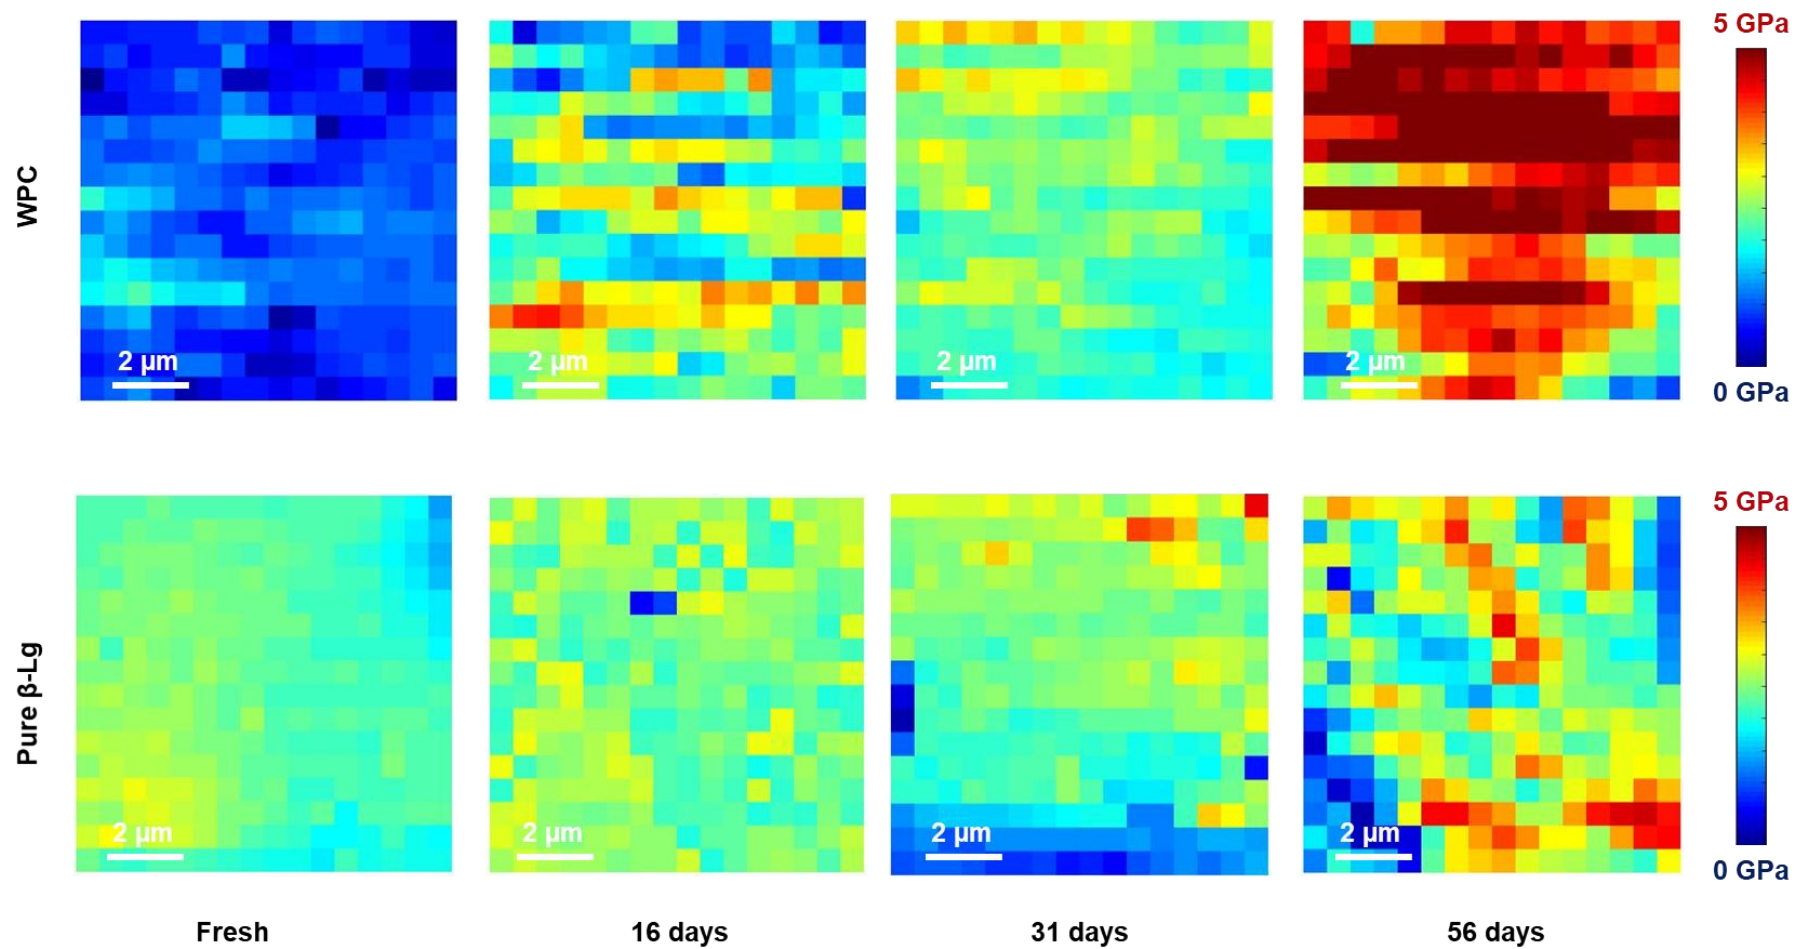 5 GPa
WPC
2 µm
2 µm
2 µm
2 µm
0 GPa
5 GPa
Pure β-Lg
2 µm
2 µm
2 µm
2 µm
0 GPa
Fresh
16 days
31 days
56 days